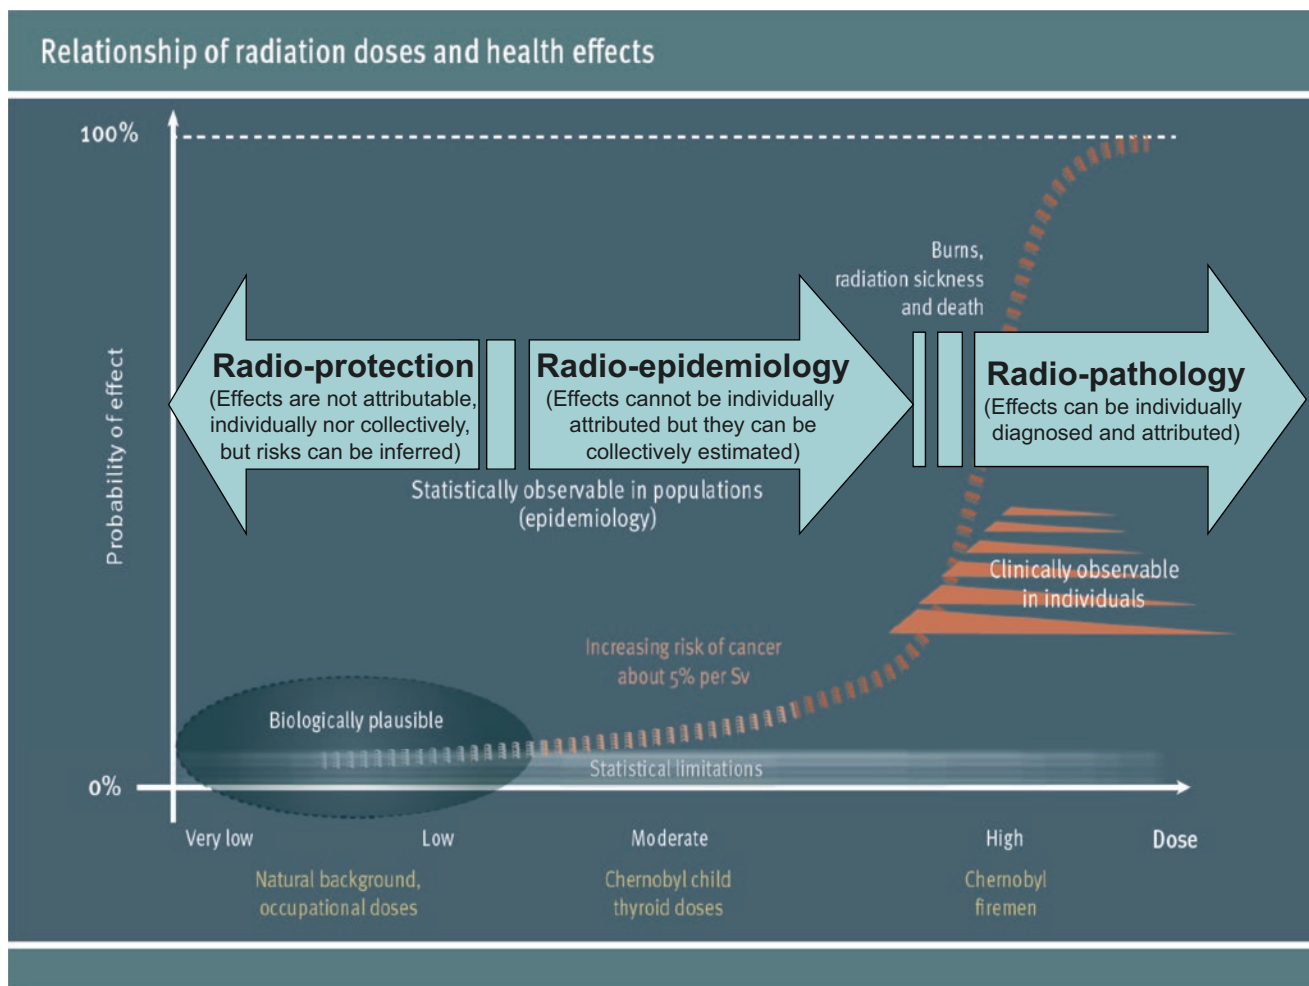 Relationship of radiation doses and health effects
100%
Burns,
radiation sickness
and death
Probability of effect
Radio-protection
(Effects are not attributable,
individually nor collectively,
but risks can be inferred)
Radio-epidemiology
(Effects cannot be individually
attributed but they can be
collectively estimated)
Radio-pathology
(Effects can be individually
diagnosed and attributed)
Statistically observable in populations
(epidemiology)
Clinically observable
in individuals
Increasing risk of cancer
about 5% per Sv
Biologically plausible
Statistical limitations
0%
Very low
Low
Moderate
High
Dose
Natural background,
occupational doses
Chernobyl child
thyroid doses
Chernobyl
firemen